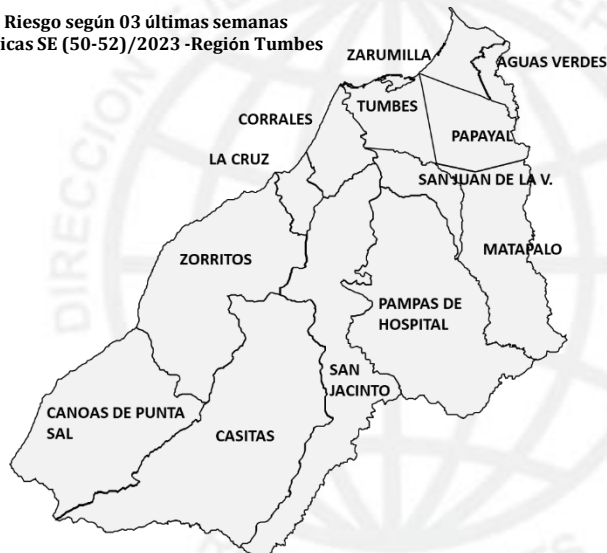 Riesgo según 03 últimas semanas
icas SE (50-52)/2023 -Región Tumbes
ZARUMILLA
AGUAS VERDES
TUMBES
CORRALES
PAPAYAL
LA CRUZ
SAN JUAN DE LA V.
MATAPALO
ZORRITOS
PAMPAS DE
HOSPITAL
SAN
JACINTO
CANOAS DE PUNTA
SAL
CASITAS
DIRECCION